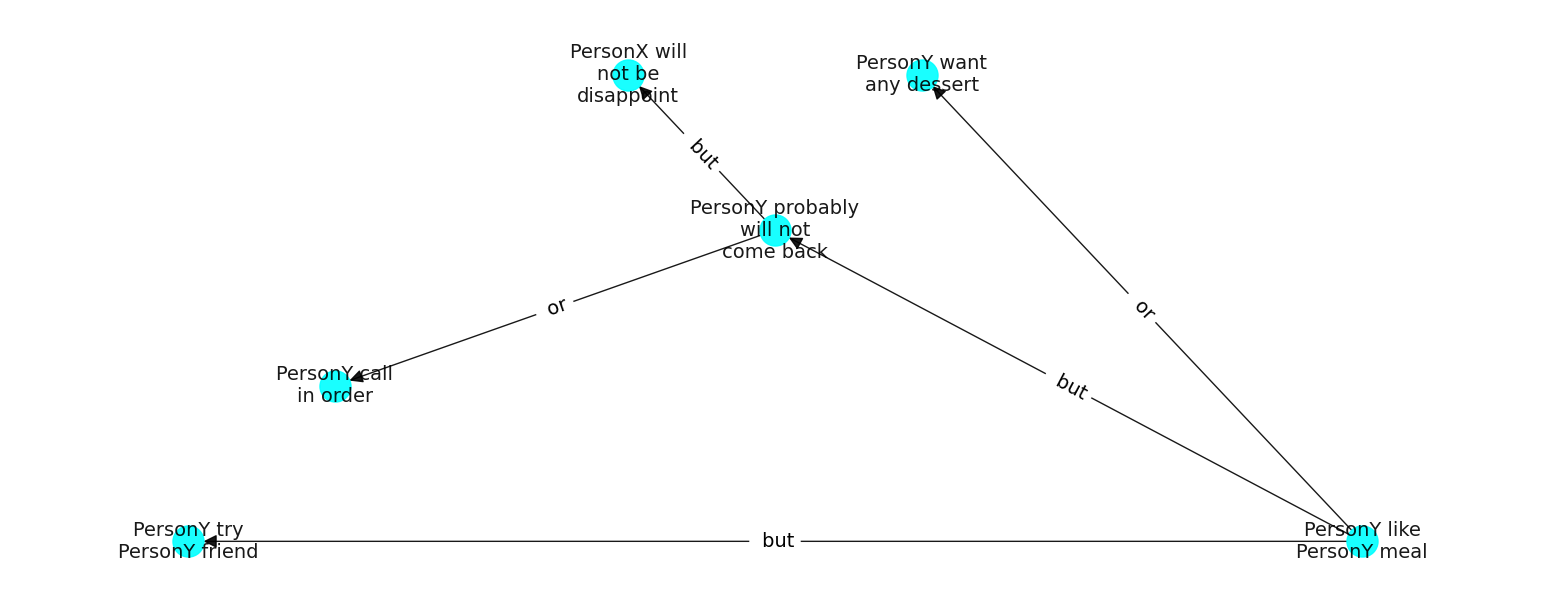 PersonX will
not be
disappoint
PersonY want
any dessert
but
PersonY probably
will not
come back
or
or
PersonY call
in order
but
PersonY try
PersonY friend
but
PersonY like
PersonY meal